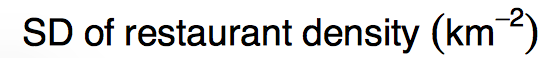 SD of restaurant density (km⁻²)